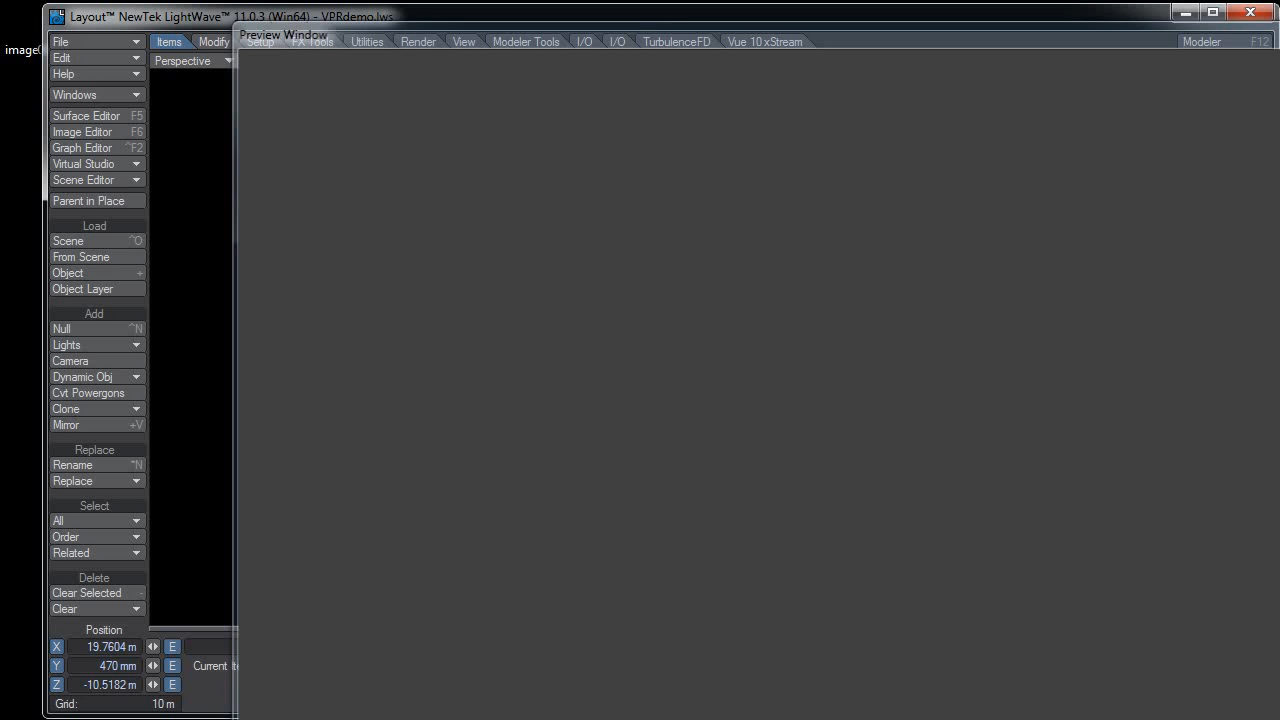 Layout™ NewTek LightWave™ 11.0.3 (Win64) - VPRdemo.lws
Preview Window
File
Items
Modify
Setup
FX Tools
Utilities
Render
View
Modeler Tools
I/O
I/O
TurbulenceFD
Vue 10 xStream
Modeler F12
Edit
Perspective
Help
Windows
Surface Editor F5
Image Editor F6
Graph Editor ^F2
Virtual Studio
Scene Editor
Parent in Place
Load
Scene ^O
From Scene
Object +
Object Layer
Add
Null ^N
Lights
Camera
Dynamic Obj
Cvt Powergons
Clone
Mirror +V
Replace
Rename
Replace
Select
All
Order
Related
Delete
Clear Selected -
Clear
Position
X 19.7604 m E
Y 470 mm E
Current
Z -10.5182 m E
Grid: 10 m